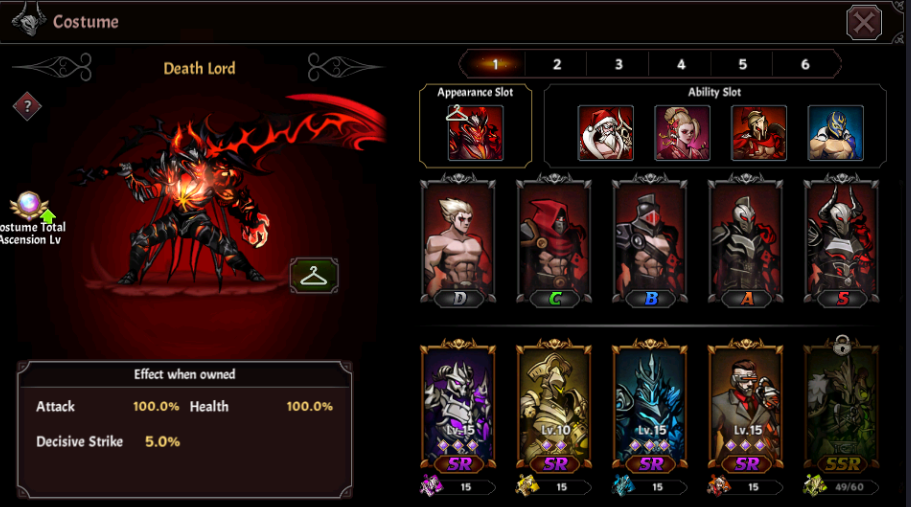 Costume
Death Lord
?
ostume Total
Ascension Lv
1 2 3 4 5 6
Appearance Slot
Ability Slot
D C B A S
Effect when owned
Attack 100.0% Health 100.0%
Decisive Strike 5.0%
Lv.15 Lv.10 Lv.15 Lv.15
SR SR SR SR SSR
15 15 15 15 49/60